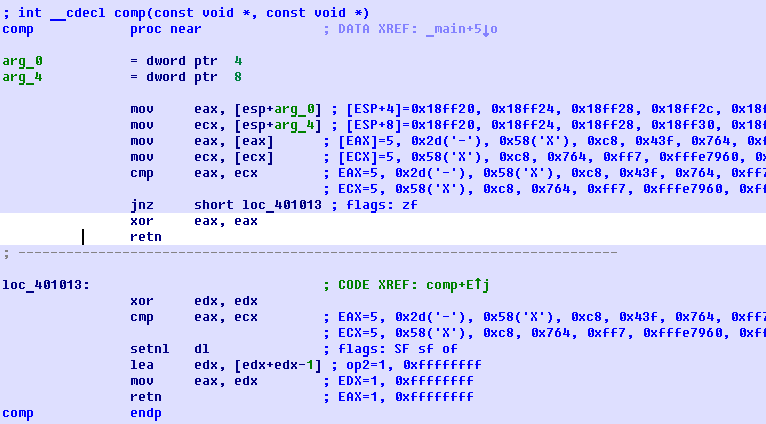 ; int __cdecl comp(const void *, const void *)
comp proc near ; DATA XREF: _main+5↓o
arg_0 = dword ptr 4
arg_4 = dword ptr 8
mov eax, [esp+arg_0] ; [ESP+4]=0x18ff20, 0x18ff24, 0x18ff28, 0x18ff2c, 0x18f
mov ecx, [esp+arg_4] ; [ESP+8]=0x18ff20, 0x18ff24, 0x18ff28, 0x18ff30, 0x18f
mov eax, [eax] ; [EAX]=5, 0x2d('-'), 0x58('X'), 0xc8, 0x43f, 0x764, 0xf
mov ecx, [ecx] ; [ECX]=5, 0x58('X'), 0xc8, 0x764, 0xff7, 0xfffe7960, 0x
cmp eax, ecx ; EAX=5, 0x2d('-'), 0x58('X'), 0xc8, 0x43f, 0x764, 0xff7
; ECX=5, 0x58('X'), 0xc8, 0x764, 0xff7, 0xfffe7960, 0xff
jnz short loc_401013 ; flags: zf
xor eax, eax
retn
; ---------------------------------------------------------------------------
loc_401013: ; CODE XREF: comp+E↑j
xor edx, edx
cmp eax, ecx ; EAX=5, 0x2d('-'), 0x58('X'), 0xc8, 0x43f, 0x764, 0xff7
; ECX=5, 0x58('X'), 0xc8, 0x764, 0xff7, 0xfffe7960, 0xff
setnl dl ; flags: SF sf of
lea edx, [edx+edx-1] ; op2=1, 0xffffffff
mov eax, edx ; EDX=1, 0xffffffff
retn ; EAX=1, 0xffffffff
comp endp